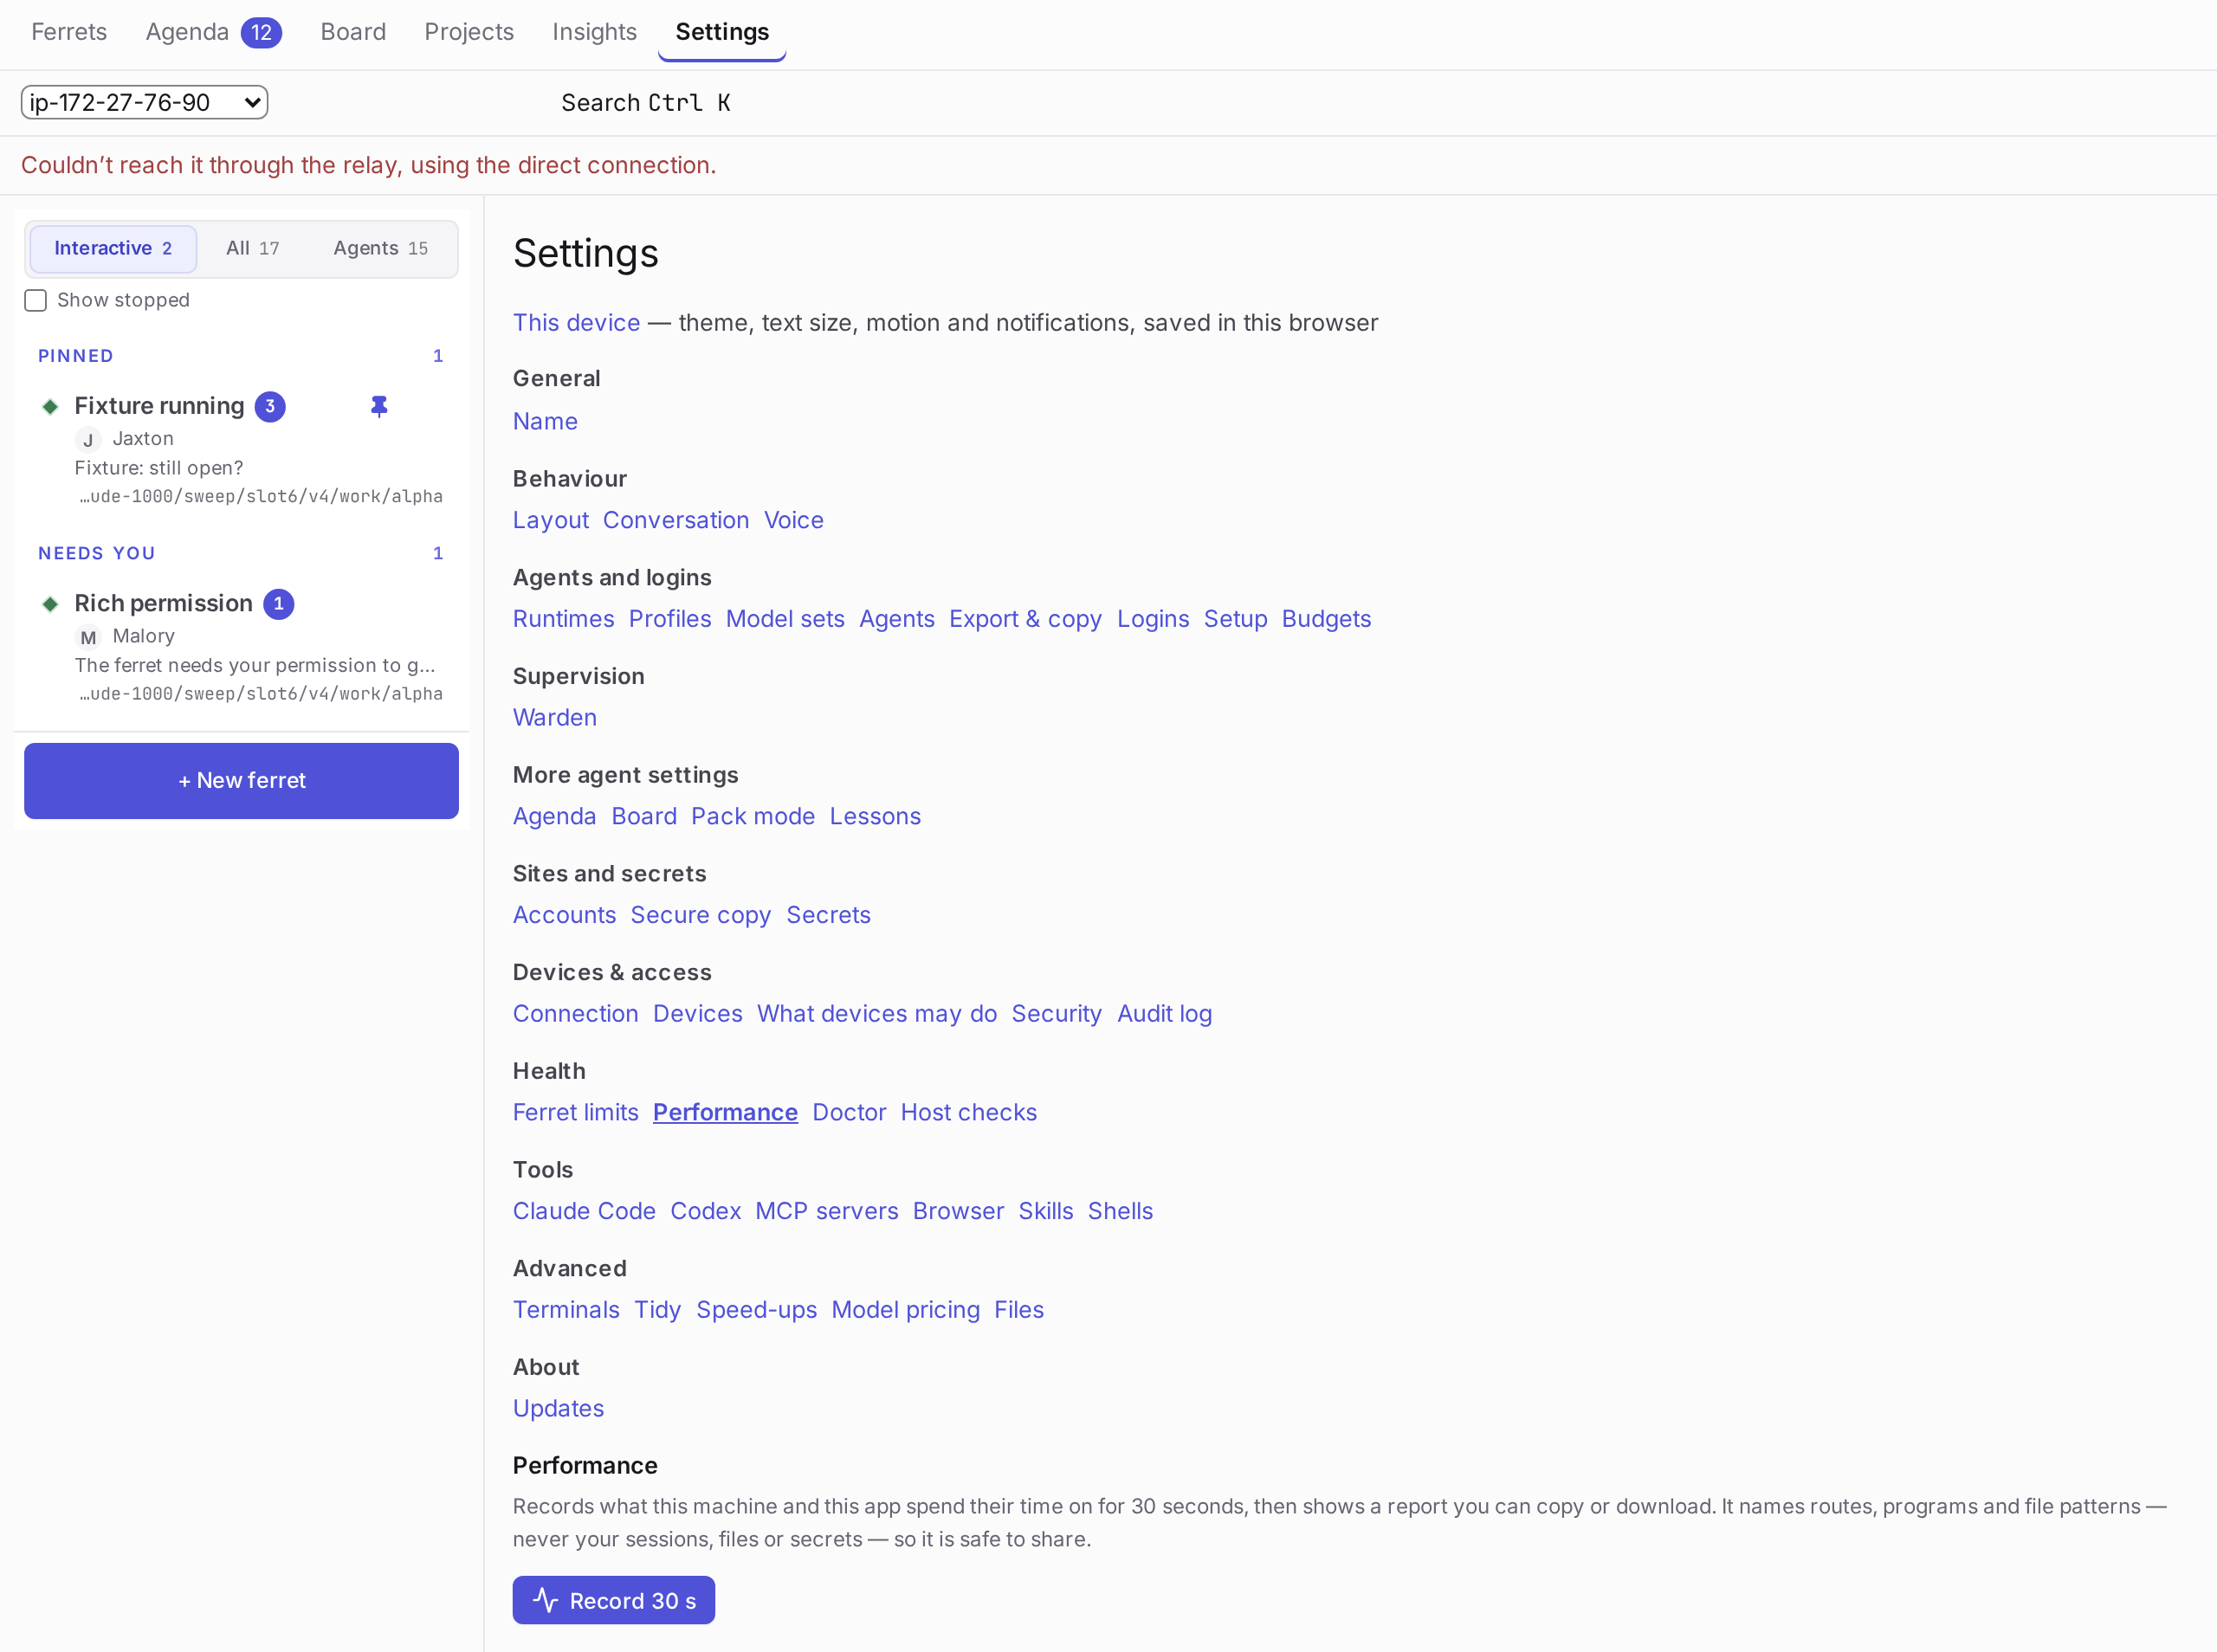 Ferrets Agenda 12 Board Projects Insights Settings
ip-172-27-76-90 Search Ctrl K
Couldn’t reach it through the relay, using the direct connection.
Interactive 2 All 17 Agents 15
Show stopped
PINNED 1
Fixture running 3
J Jaxton
Fixture: still open?
…ude-1000/sweep/slot6/v4/work/alpha
NEEDS YOU 1
Rich permission 1
M Malory
The ferret needs your permission to g…
…ude-1000/sweep/slot6/v4/work/alpha
+ New ferret
Settings
This device — theme, text size, motion and notifications, saved in this browser
General
Name
Behaviour
Layout Conversation Voice
Agents and logins
Runtimes Profiles Model sets Agents Export & copy Logins Setup Budgets
Supervision
Warden
More agent settings
Agenda Board Pack mode Lessons
Sites and secrets
Accounts Secure copy Secrets
Devices & access
Connection Devices What devices may do Security Audit log
Health
Ferret limits Performance Doctor Host checks
Tools
Claude Code Codex MCP servers Browser Skills Shells
Advanced
Terminals Tidy Speed-ups Model pricing Files
About
Updates
Performance
Records what this machine and this app spend their time on for 30 seconds, then shows a report you can copy or download. It names routes, programs and file patterns —
never your sessions, files or secrets — so it is safe to share.
Record 30 s